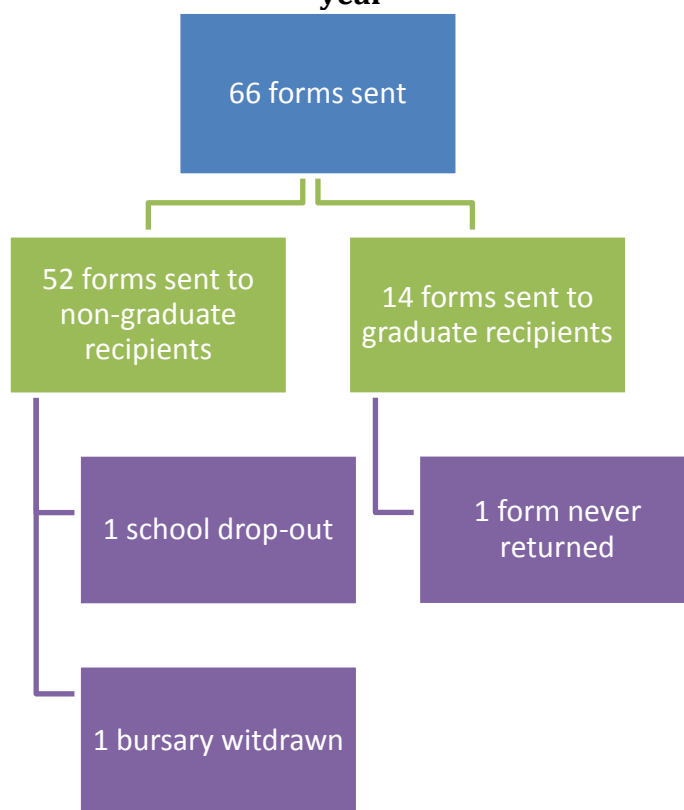 year
66 forms sent
52 forms sent to
non-graduate
recipients
14 forms sent to
graduate recipients
1 school drop-out
1 form never
returned
1 bursary witdrawn